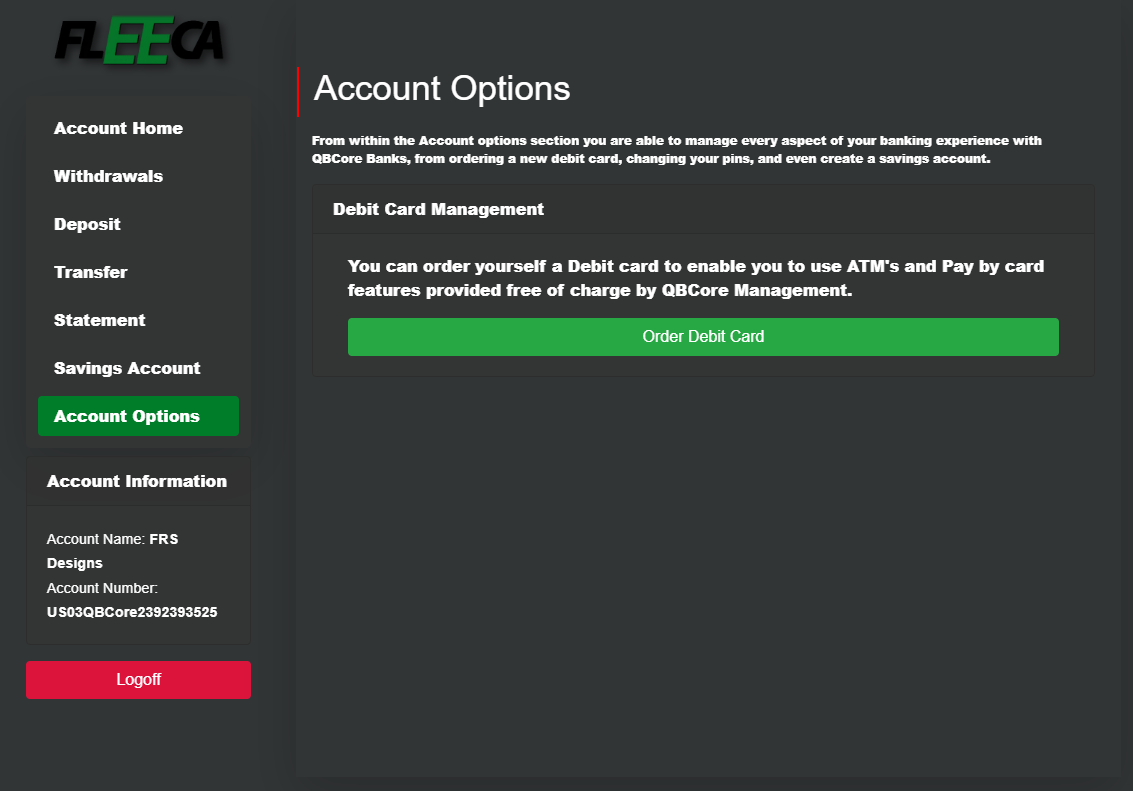 FLEECA
Account Home
Withdrawals
Deposit
Transfer
Statement
Savings Account
Account Options
Account Information
Account Name: FRS
Designs
Account Number:
US03QBCore2392393525
Logoff
Account Options
From within the Account options section you are able to manage every aspect of your banking experience with
QBCore Banks, from ordering a new debit card, changing your pins, and even create a savings account.
Debit Card Management
You can order yourself a Debit card to enable you to use ATM's and Pay by card
features provided free of charge by QBCore Management.
Order Debit Card